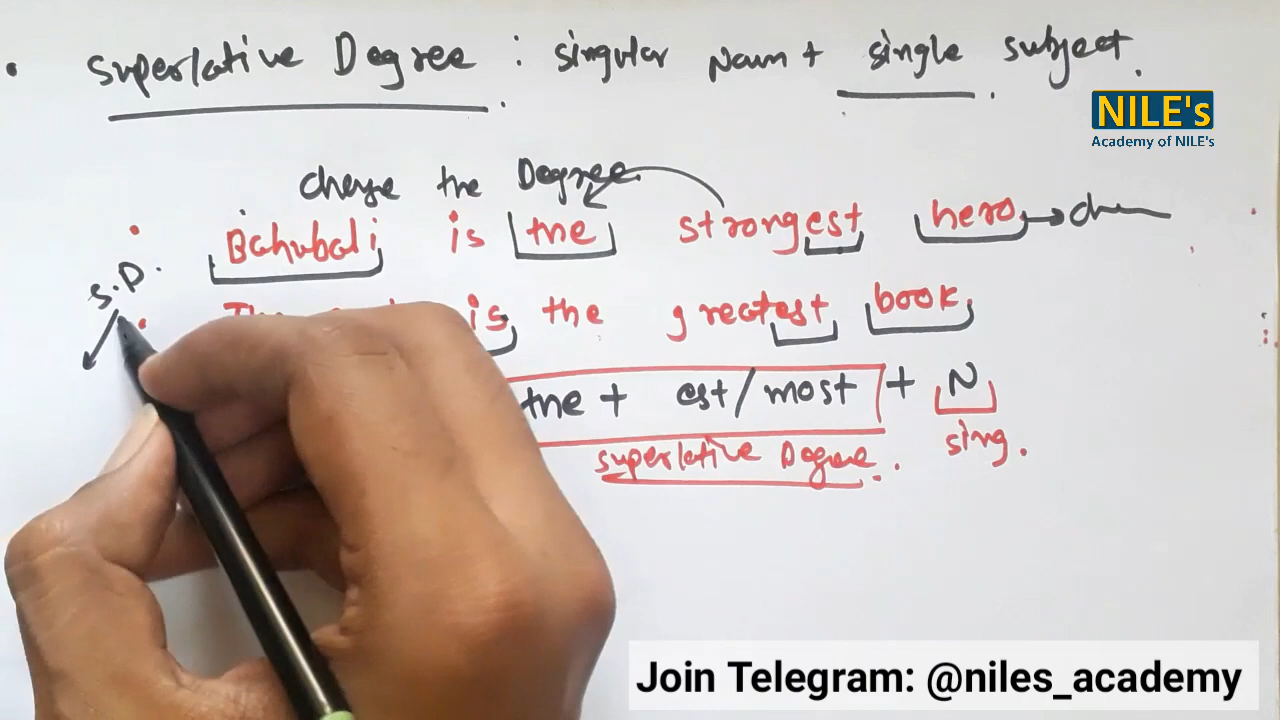 • Superlative Degree : singular Noun + single subject.
NILE's
Academy of NILE's
change the Degree.
• Bahubali is the strongest hero
S.D.
• is the greatest book
the + est/most + N
superlative Degree. sing.
Join Telegram: @niles_academy